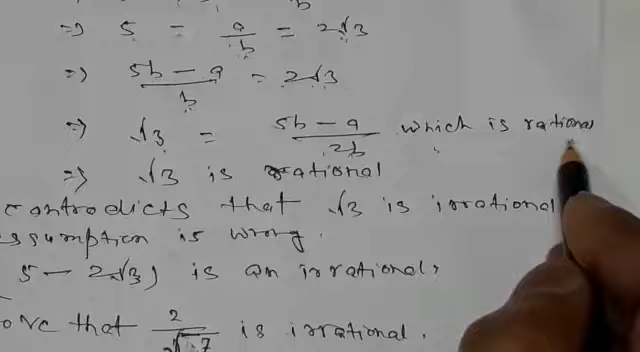 b
=> 5 - a/b = 2√3
=> (5b - a)/b = 2√3
=> √3 = (5b - a)/2b which is rational
=> √3 is rational
contradicts that √3 is irrational
assumption is wrong.
5 - 2√3) is an irrational,
ove that 2/√7 is irrational.